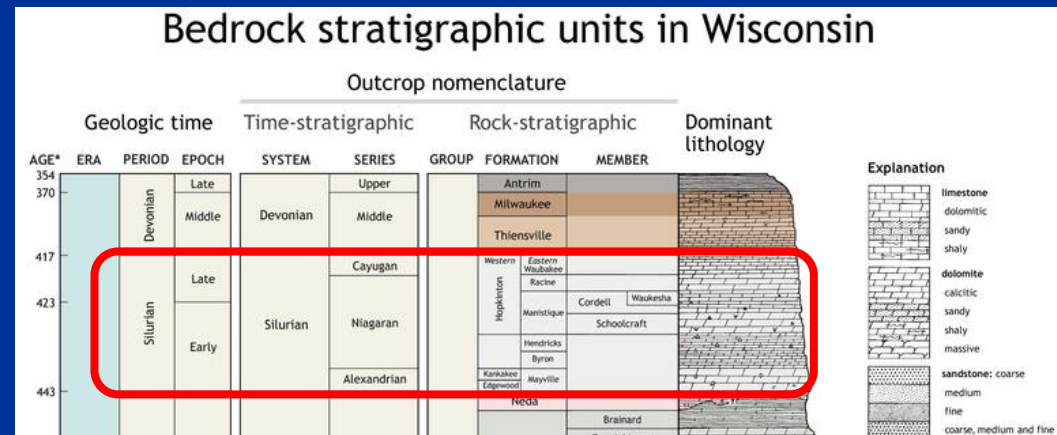 Bedrock stratigraphic units in Wisconsin
Outcrop nomenclature
Geologic time Time-stratigraphic Rock-stratigraphic Dominant lithology
AGE* ERA PERIOD EPOCH SYSTEM SERIES GROUP FORMATION MEMBER
354
370
417
423
443
Devonian
Late
Middle
Silurian
Late
Early
Devonian
Silurian
Upper
Middle
Cayugan
Niagaran
Alexandrian
Antrim
Milwaukee
Thiensville
Western Eastern
Waubakee
Racine
Hopkinton
Manistique
Cordell Waukesha
Schoolcraft
Hendricks
Byron
Kankakee
Edgewood
Mayville
Neda
Brainard
Explanation
limestone
dolomitic
sandy
shaly
dolomite
calcitic
sandy
shaly
massive
sandstone: coarse
medium
fine
coarse, medium and fine